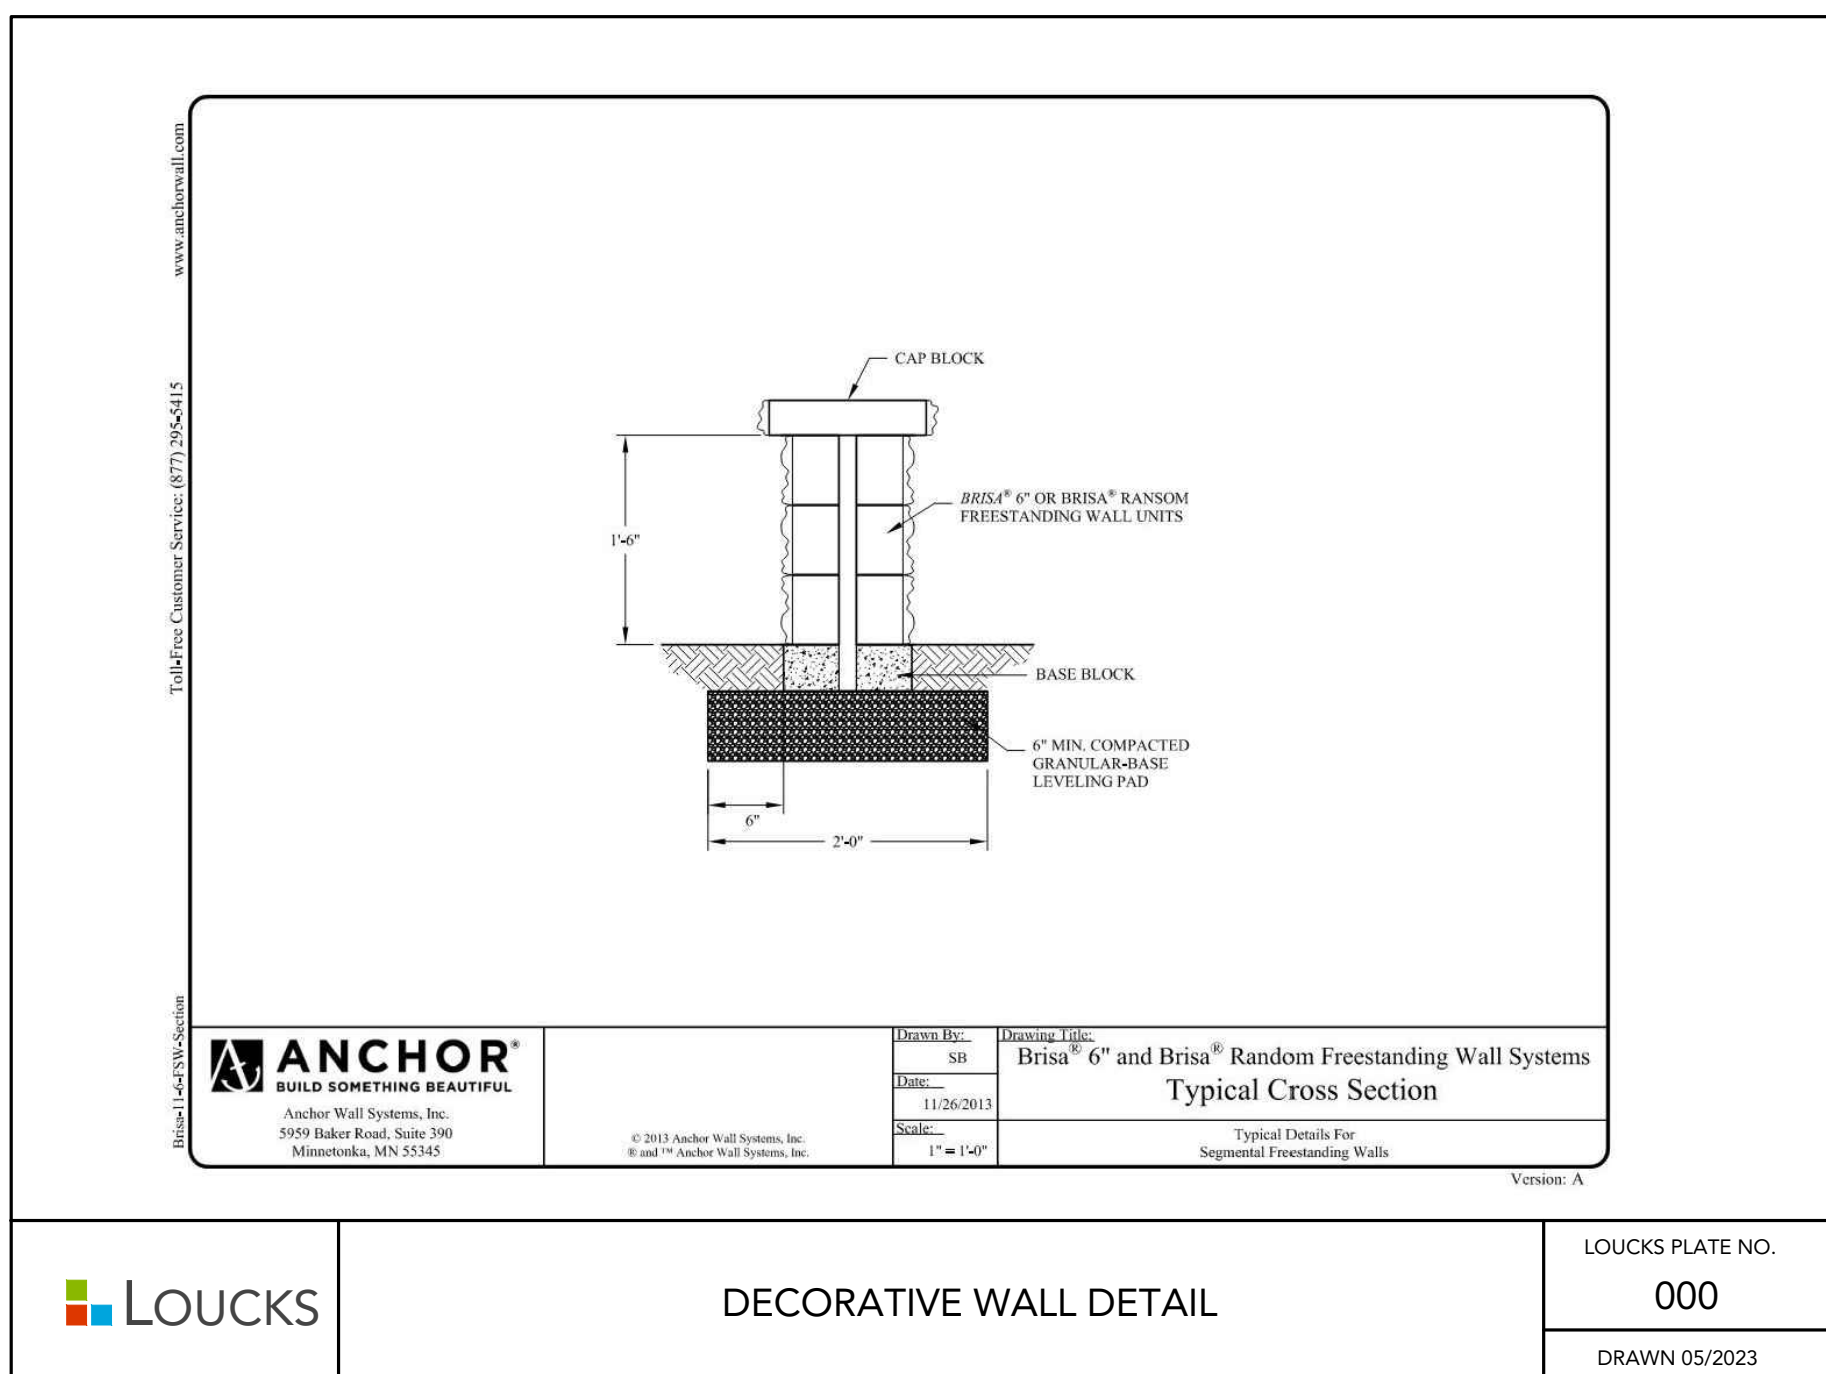 www.anchorwall.com
Toll-Free Customer Service: (877) 295-5415
Brisa-11-6-FSW-Section
CAP BLOCK
BRISA® 6" OR BRISA® RANSOM
FREESTANDING WALL UNITS
1'-6"
BASE BLOCK
6" MIN. COMPACTED
GRANULAR-BASE
LEVELING PAD
6"
2'-0"
ANCHOR®
BUILD SOMETHING BEAUTIFUL
Anchor Wall Systems, Inc.
5959 Baker Road, Suite 390
Minnetonka, MN 55345
© 2013 Anchor Wall Systems, Inc.
® and ™ Anchor Wall Systems, Inc.
Drawn By:
SB
Date:
11/26/2013
Scale:
1" = 1'-0"
Drawing Title:
Brisa® 6" and Brisa® Random Freestanding Wall Systems
Typical Cross Section
Typical Details For
Segmental Freestanding Walls
Version: A
LOUCKS
DECORATIVE WALL DETAIL
LOUCKS PLATE NO.
000
DRAWN 05/2023